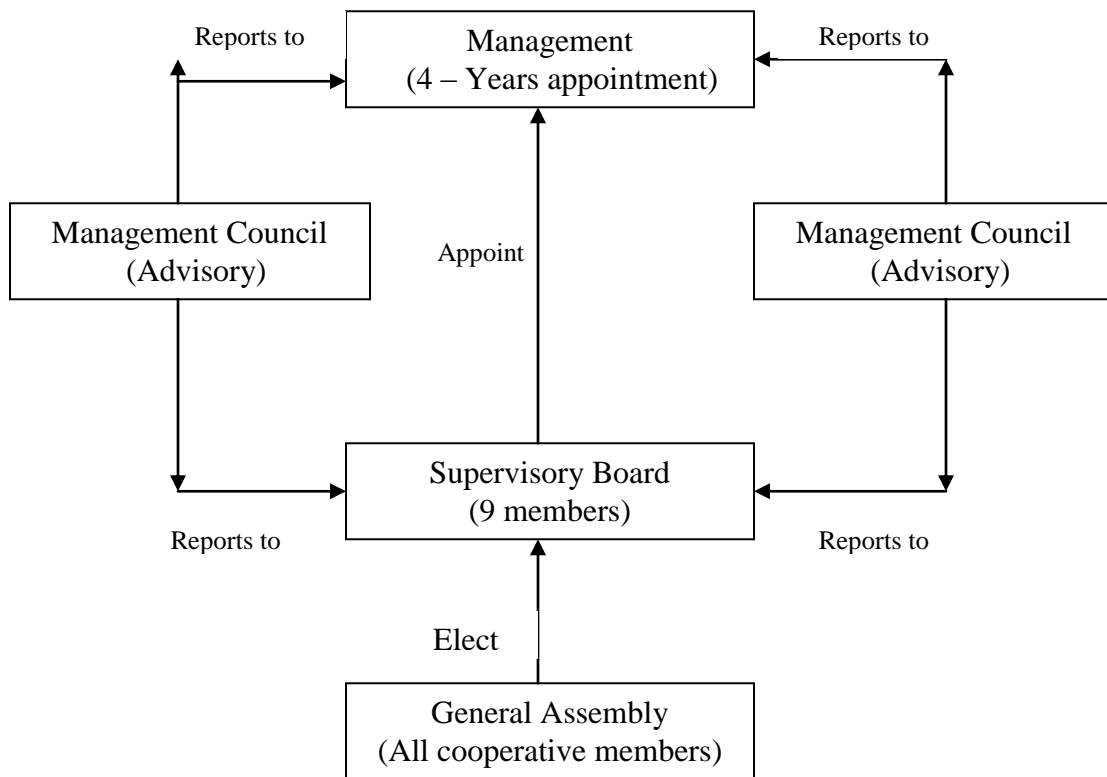 Reports to
Management
(4 – Years appointment)
Reports to
Management Council
(Advisory)
Appoint
Management Council
(Advisory)
Supervisory Board
(9 members)
Reports to
Reports to
Elect
General Assembly
(All cooperative members)